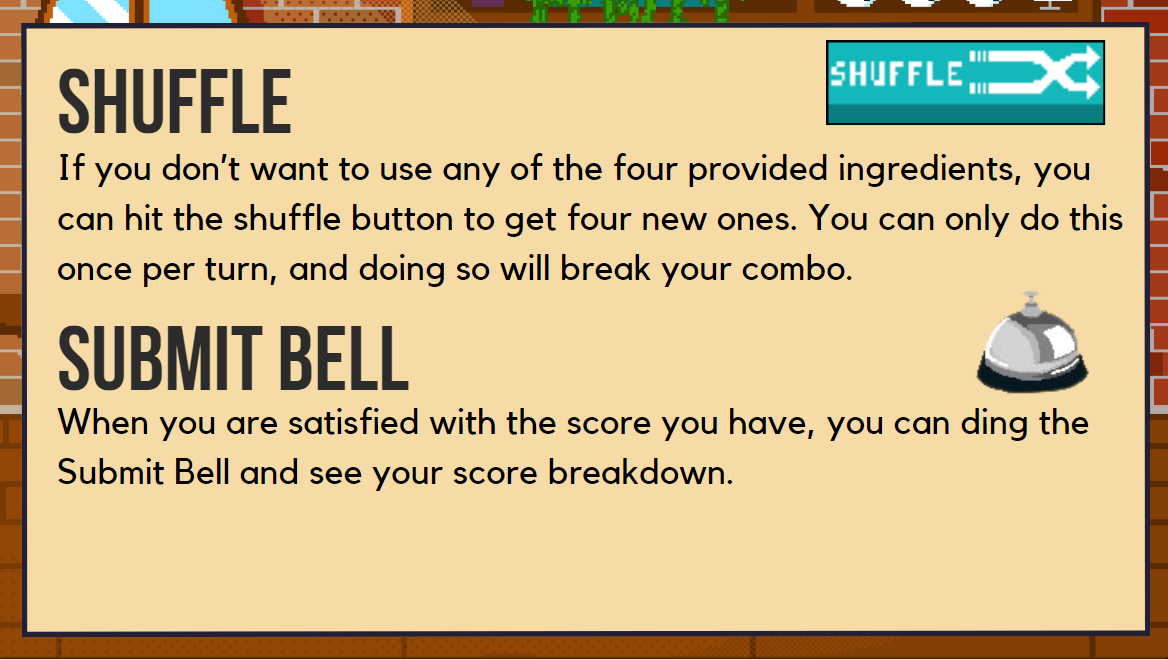 SHUFFLE
SHUFFLE
If you don’t want to use any of the four provided ingredients, you
can hit the shuffle button to get four new ones. You can only do this
once per turn, and doing so will break your combo.
SUBMIT BELL
When you are satisfied with the score you have, you can ding the
Submit Bell and see your score breakdown.